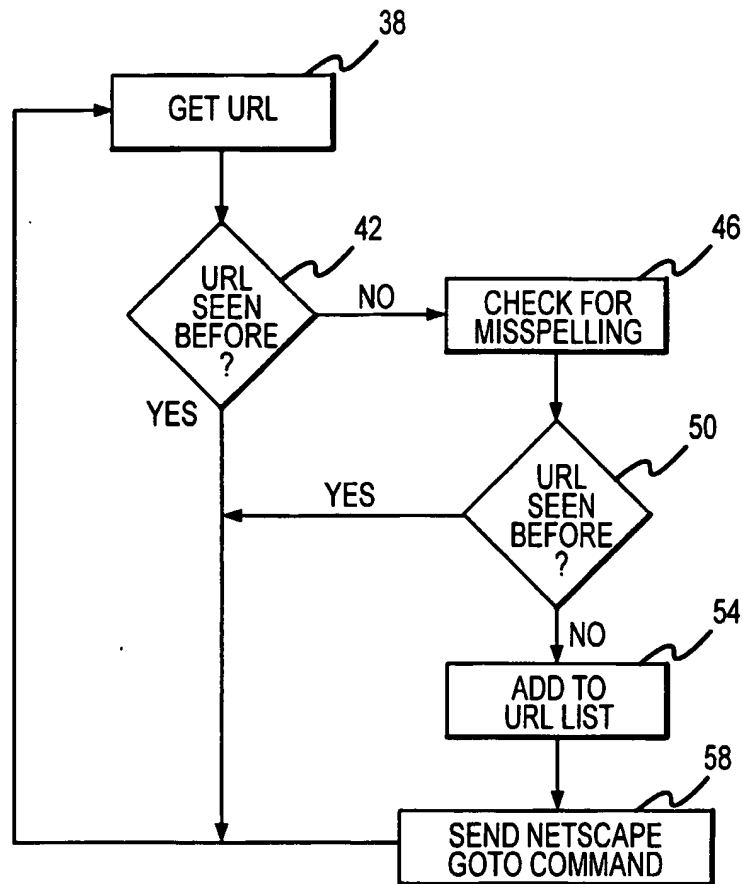 38
GET URL
42
URL
SEEN
BEFORE
?
NO
YES
46
CHECK FOR
MISSPELLING
50
URL
SEEN
BEFORE
?
YES
NO
54
ADD TO
URL LIST
58
SEND NETSCAPE
GOTO COMMAND